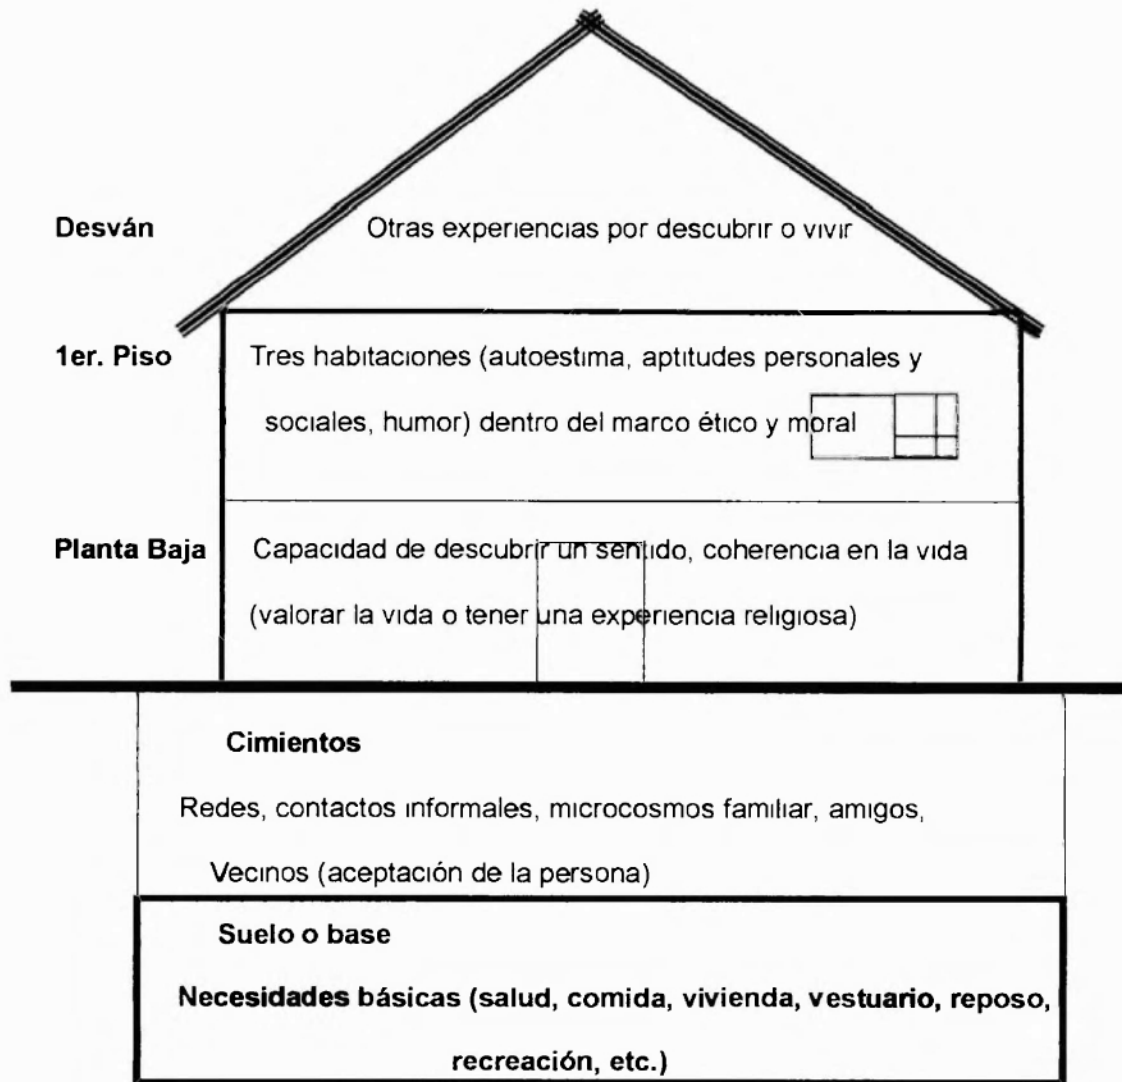 Desván Otras experiencias por descubrir o vivir
1er. Piso Tres habitaciones (autoestima, aptitudes personales y
sociales, humor) dentro del marco ético y moral
Planta Baja Capacidad de descubrir un sentido, coherencia en la vida
(valorar la vida o tener una experiencia religiosa)
Cimientos
Redes, contactos informales, microcosmos familiar, amigos,
Vecinos (aceptación de la persona)
Suelo o base
Necesidades básicas (salud, comida, vivienda, vestuario, reposo,
recreación, etc.)